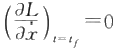 (∂L/∂ẋ)_{t=t_f} = 0